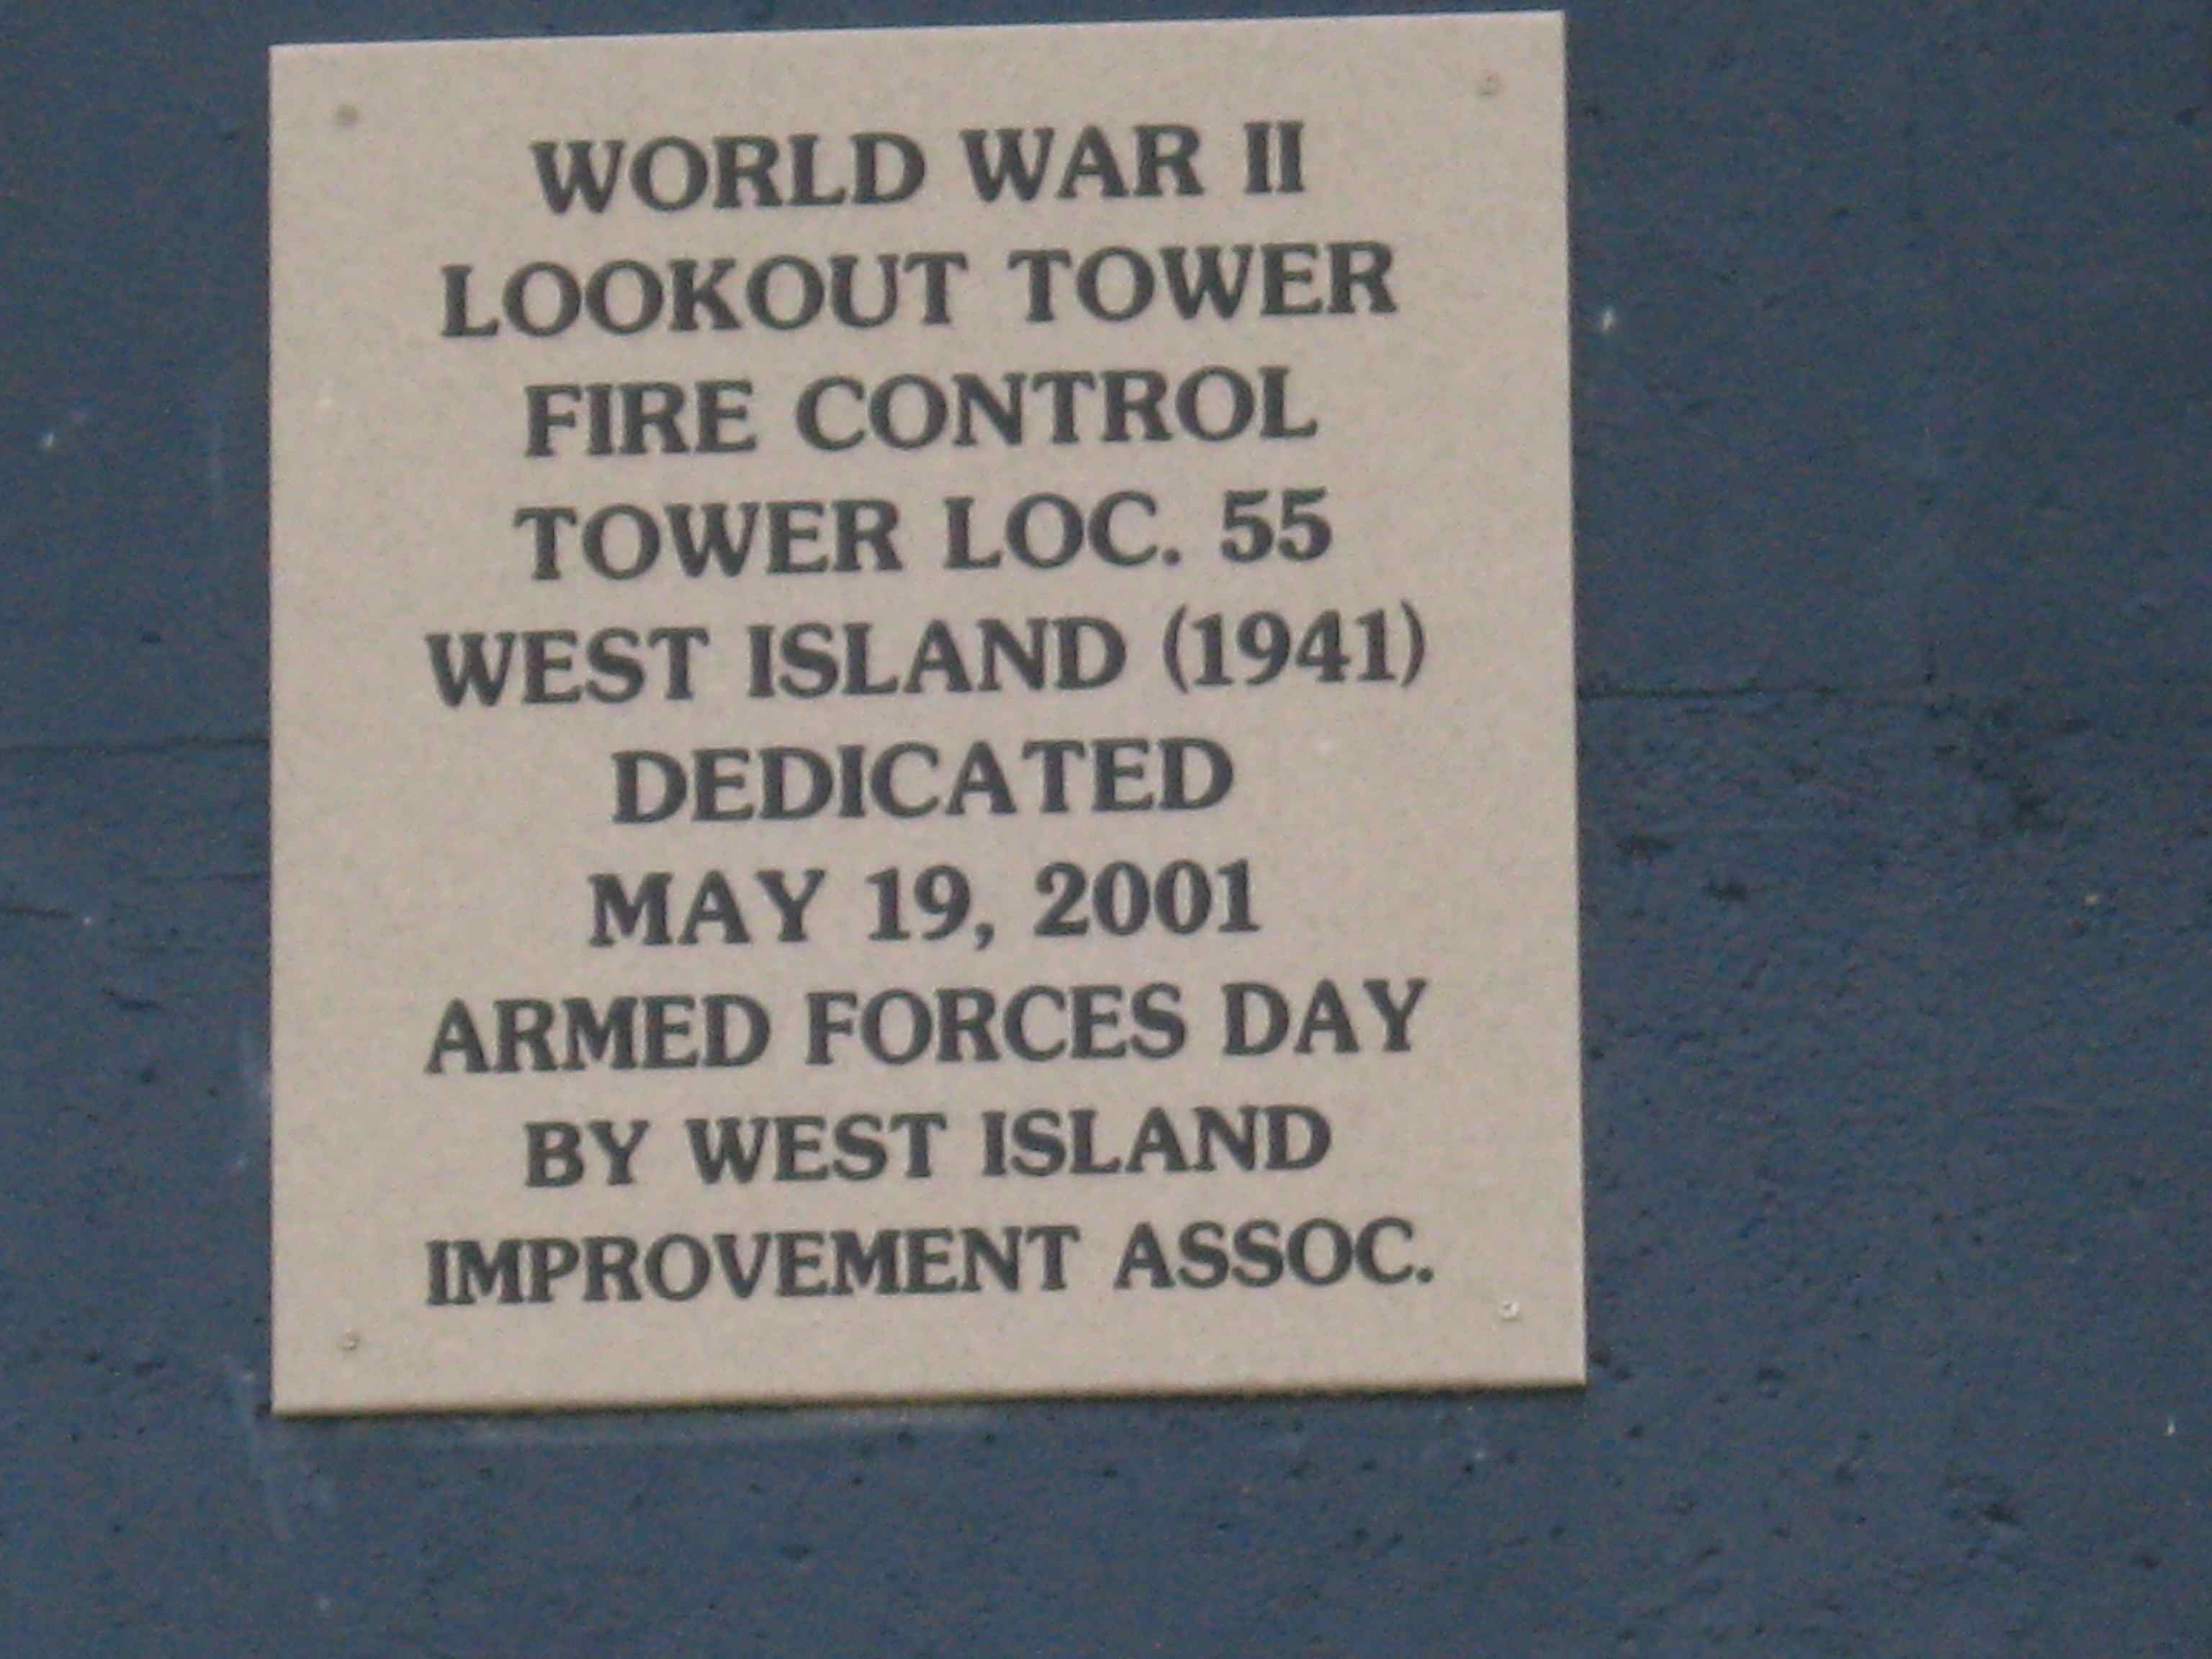 WORLD WAR II
LOOKOUT TOWER
FIRE CONTROL
TOWER LOC. 55
WEST ISLAND (1941)
DEDICATED
MAY 19, 2001
ARMED FORCES DAY
BY WEST ISLAND
IMPROVEMENT ASSOC.